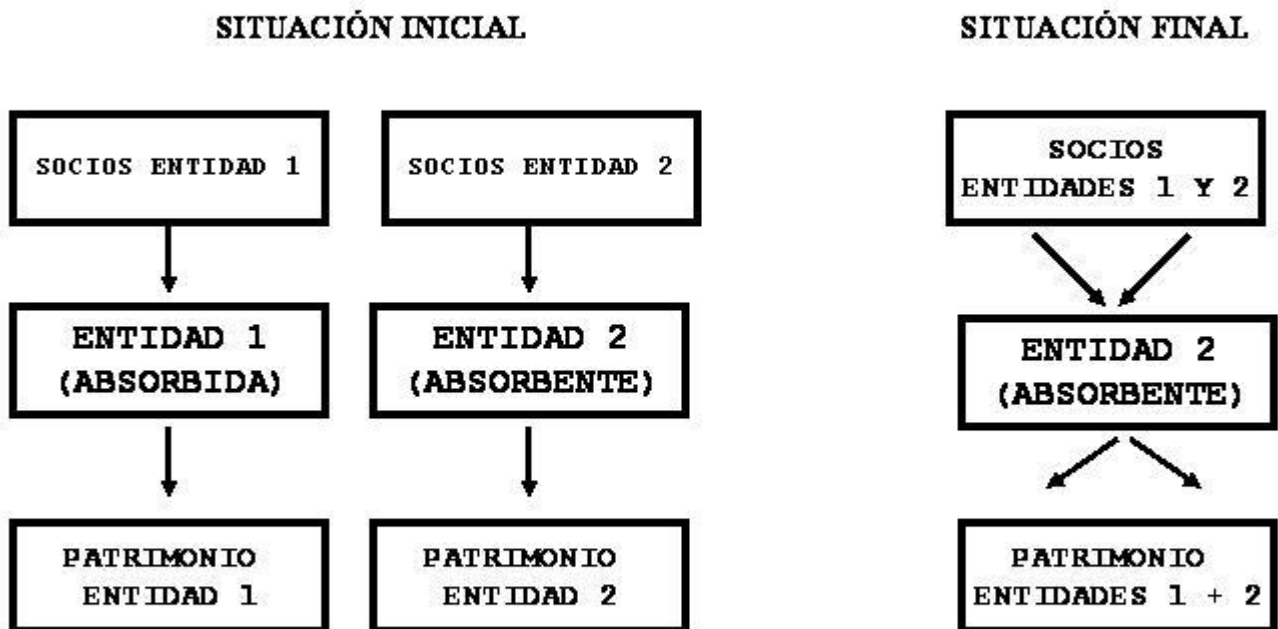 SITUACIÓN INICIAL
SITUACIÓN FINAL
SOCIOS ENTIDAD 1
SOCIOS ENTIDAD 2
SOCIOS
ENTIDADES 1 Y 2
ENTIDAD 1
(ABSORBIDA)
ENTIDAD 2
(ABSORBENTE)
ENTIDAD 2
(ABSORBENTE)
PATRIMONIO
ENTIDAD 1
PATRIMONIO
ENTIDAD 2
PATRIMONIO
ENTIDADES 1 + 2